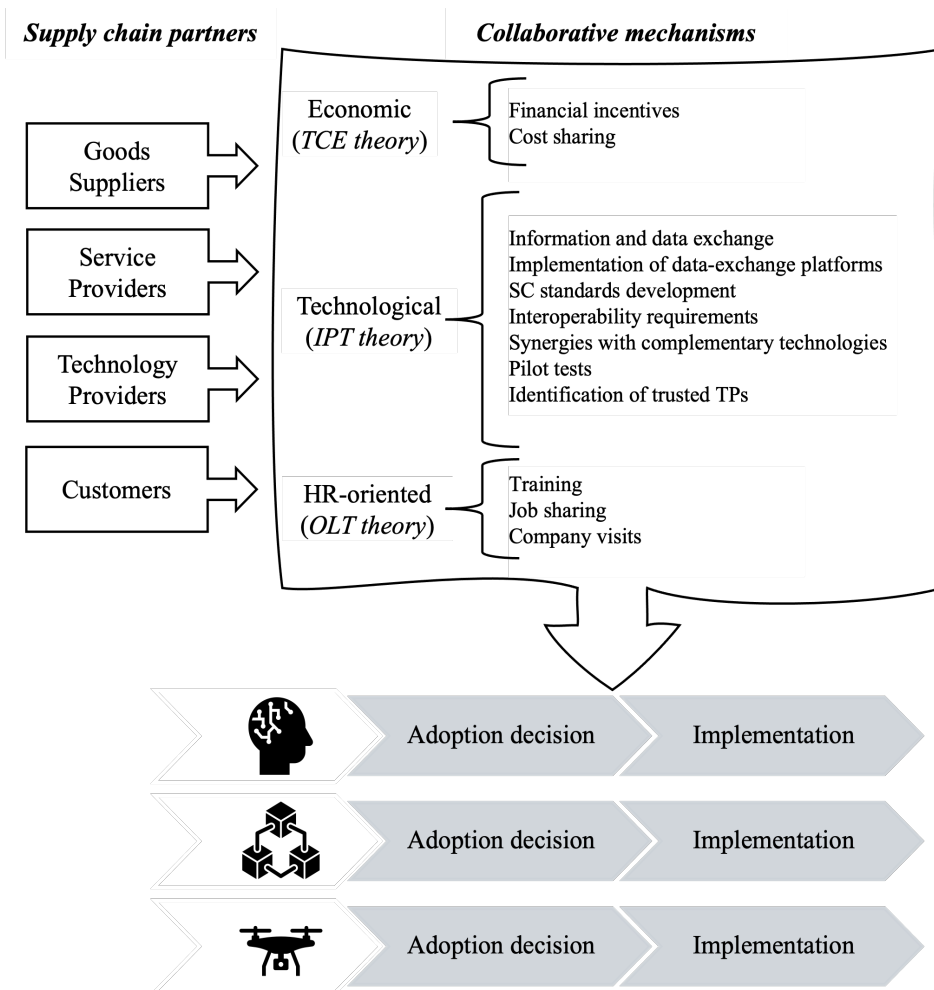 Supply chain partners
Collaborative mechanisms
Goods
Suppliers
Service
Providers
Technology
Providers
Customers
Economic
(TCE theory)
Financial incentives
Cost sharing
Technological
(IPT theory)
Information and data exchange
Implementation of data-exchange platforms
SC standards development
Interoperability requirements
Synergies with complementary technologies
Pilot tests
Identification of trusted TPs
HR-oriented
(OLT theory)
Training
Job sharing
Company visits
Adoption decision
Implementation
Adoption decision
Implementation
Adoption decision
Implementation